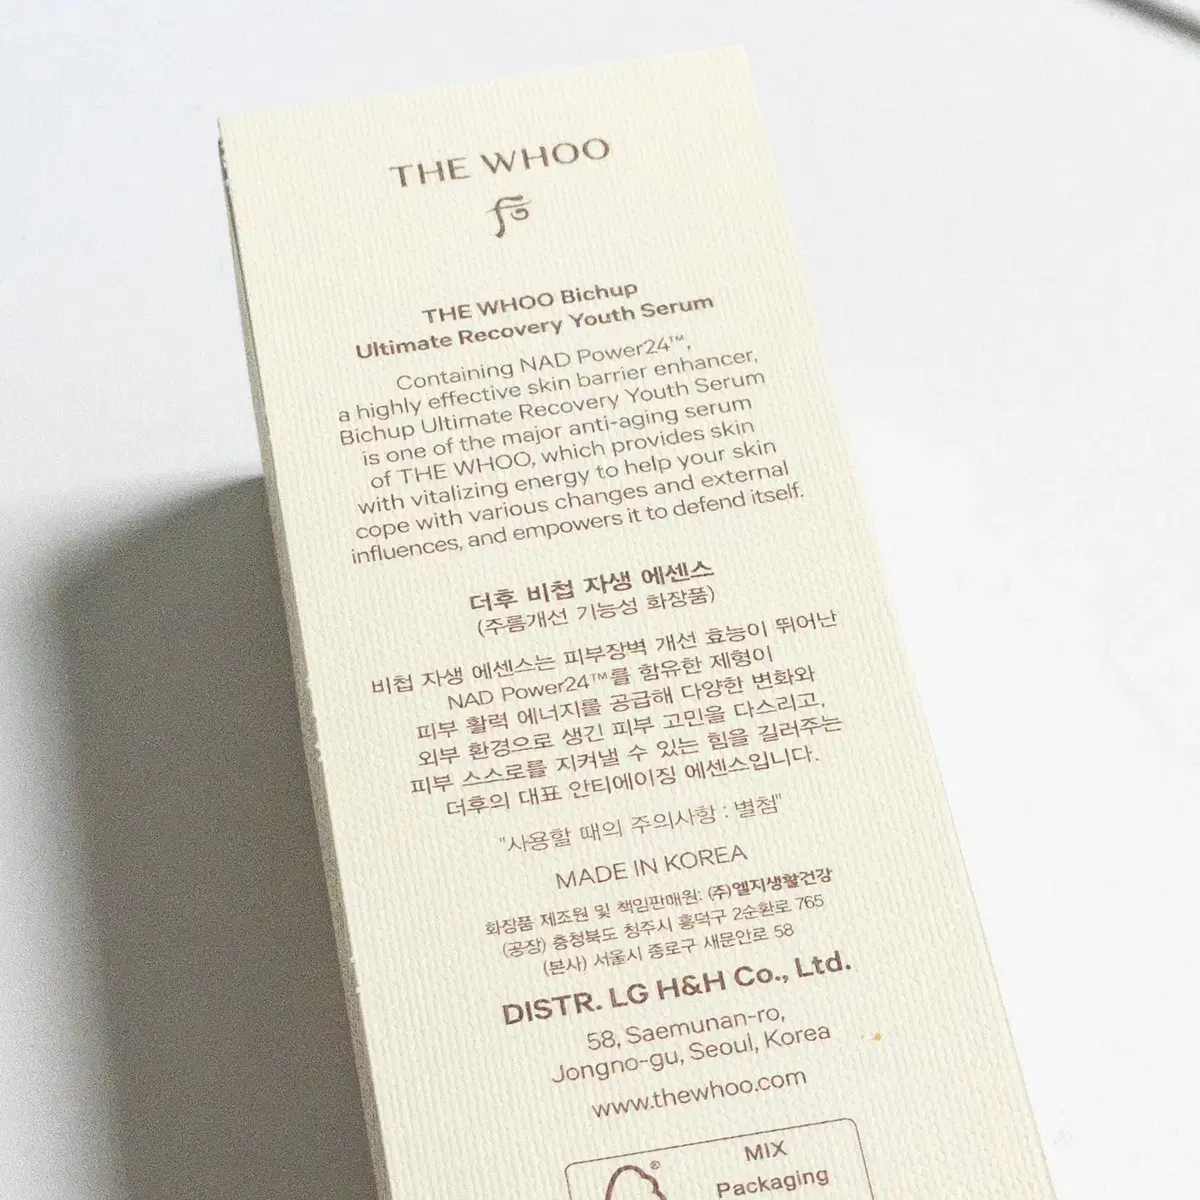 THE WHOO
THE WHOO Bichup
Ultimate Recovery Youth Serum
Containing NAD Power24™,
a highly effective skin barrier enhancer,
Bichup Ultimate Recovery Youth Serum
is one of the major anti-aging serum
of THE WHOO, which provides skin
with vitalizing energy to help your skin
cope with various changes and external
influences, and empowers it to defend itself.
더후 비첩 자생 에센스
(주름개선 기능성 화장품)
비첩 자생 에센스는 피부장벽 개선 효능이 뛰어난
NAD Power24™를 함유한 제형이
피부 활력 에너지를 공급해 다양한 변화와
외부 환경으로 생긴 피부 고민을 다스리고,
피부 스스로를 지켜낼 수 있는 힘을 길러주는
더후의 대표 안티에이징 에센스입니다.
"사용할 때의 주의사항 : 별첨"
MADE IN KOREA
화장품 제조원 및 책임판매원: (주)엘지생활건강
(공장) 충청북도 청주시 흥덕구 2순환로 765
(본사) 서울시 종로구 새문안로 58
DISTR. LG H&H Co., Ltd.
58, Saemunan-ro,
Jongno-gu, Seoul, Korea
www.thewhoo.com
MIX
Packaging